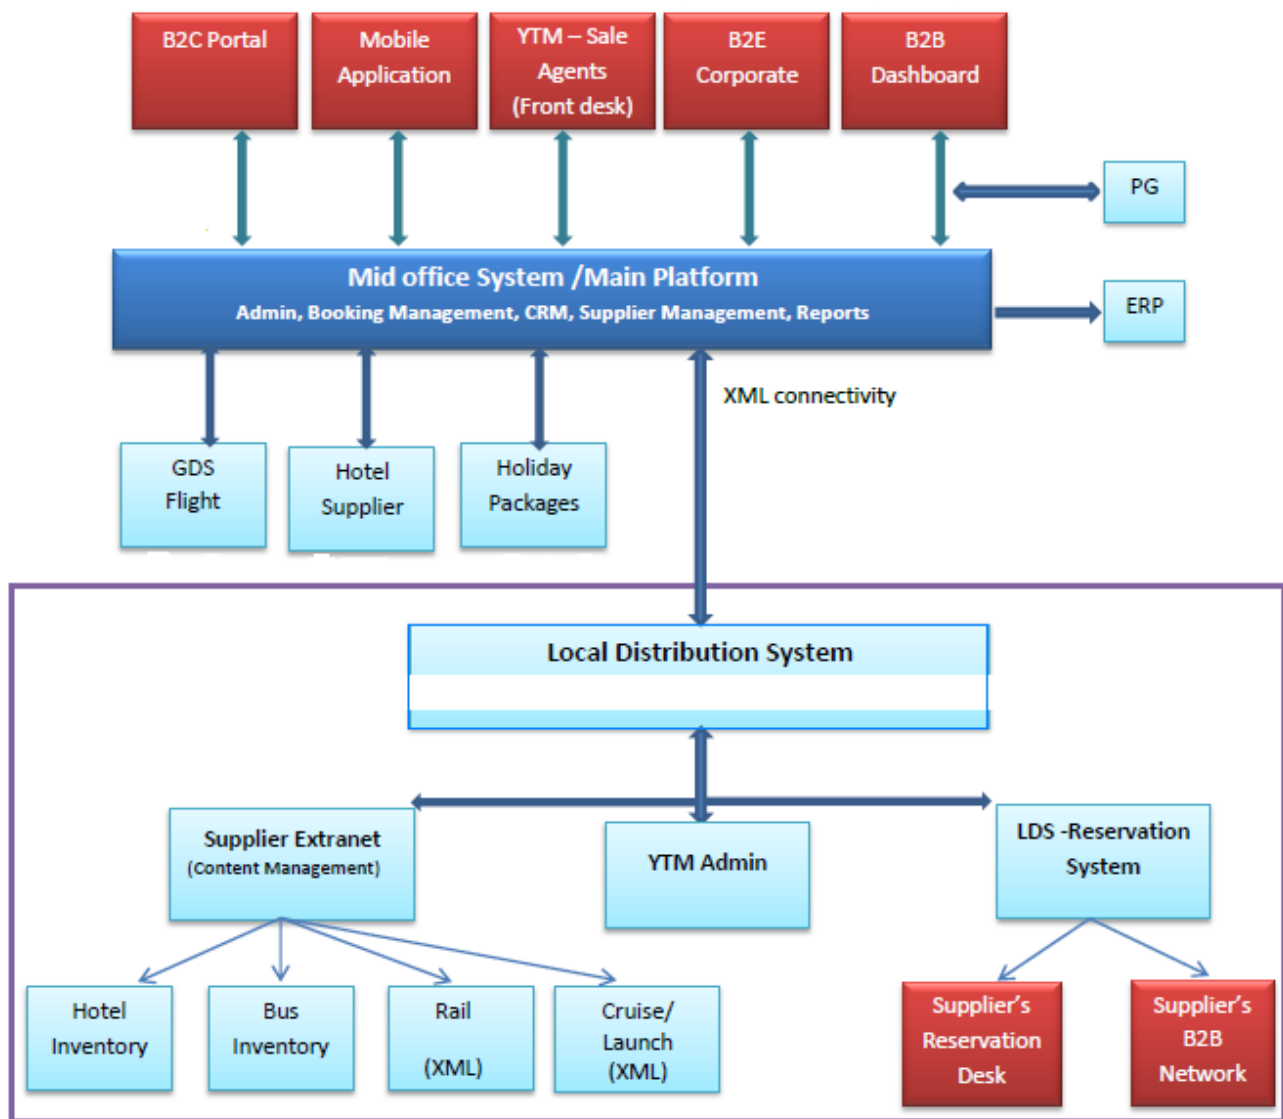 B2C Portal
Mobile
Application
YTM – Sale
Agents
(Front desk)
B2E
Corporate
B2B
Dashboard
PG
Mid office System /Main Platform
Admin, Booking Management, CRM, Supplier Management, Reports
ERP
XML connectivity
GDS
Flight
Hotel
Supplier
Holiday
Packages
Local Distribution System
Supplier Extranet
(Content Management)
YTM Admin
LDS -Reservation
System
Hotel
Inventory
Bus
Inventory
Rail
(XML)
Cruise/
Launch
(XML)
Supplier’s
Reservation
Desk
Supplier’s
B2B
Network